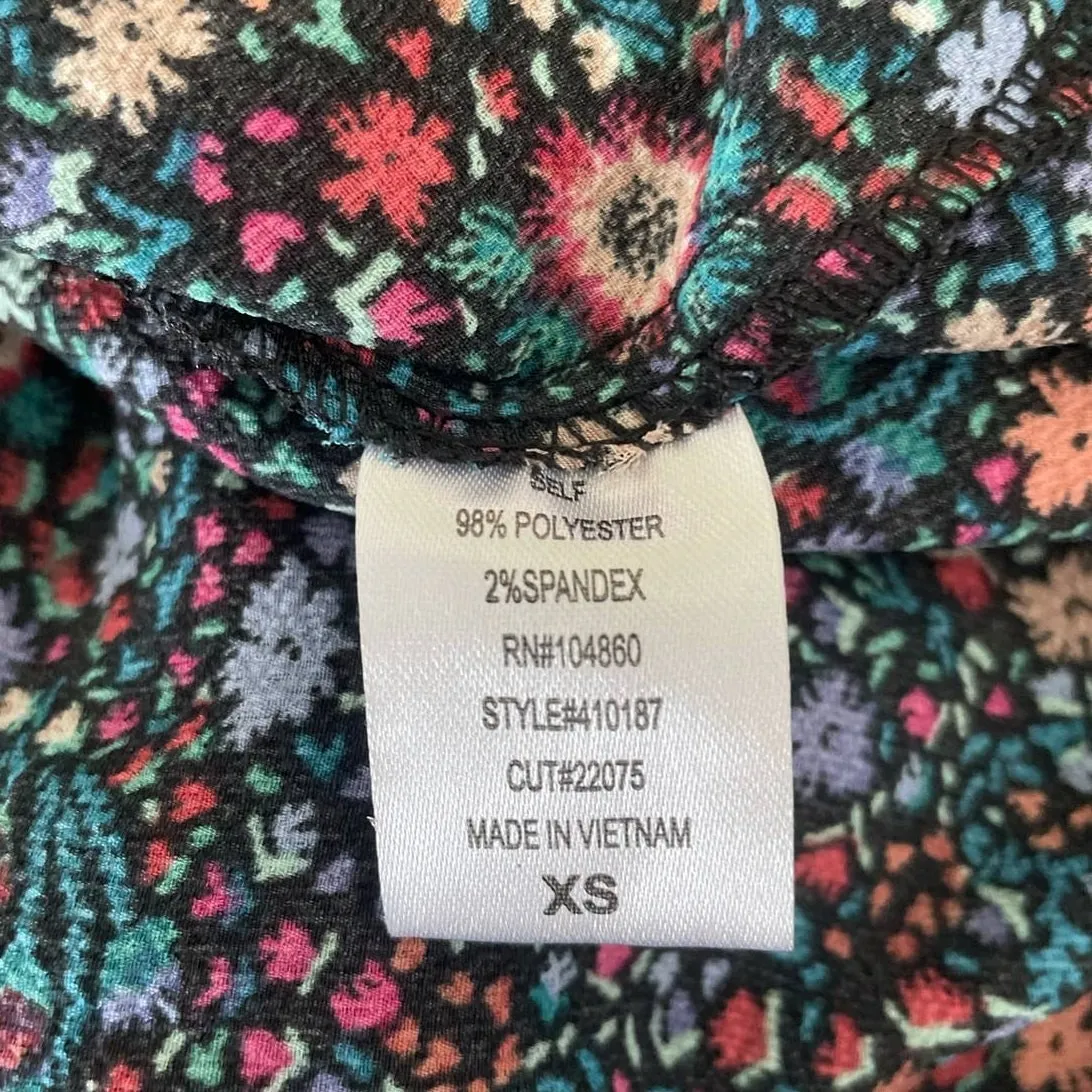 SELF
98% POLYESTER
2%SPANDEX
RN#104860
STYLE#410187
CUT#22075
MADE IN VIETNAM
XS